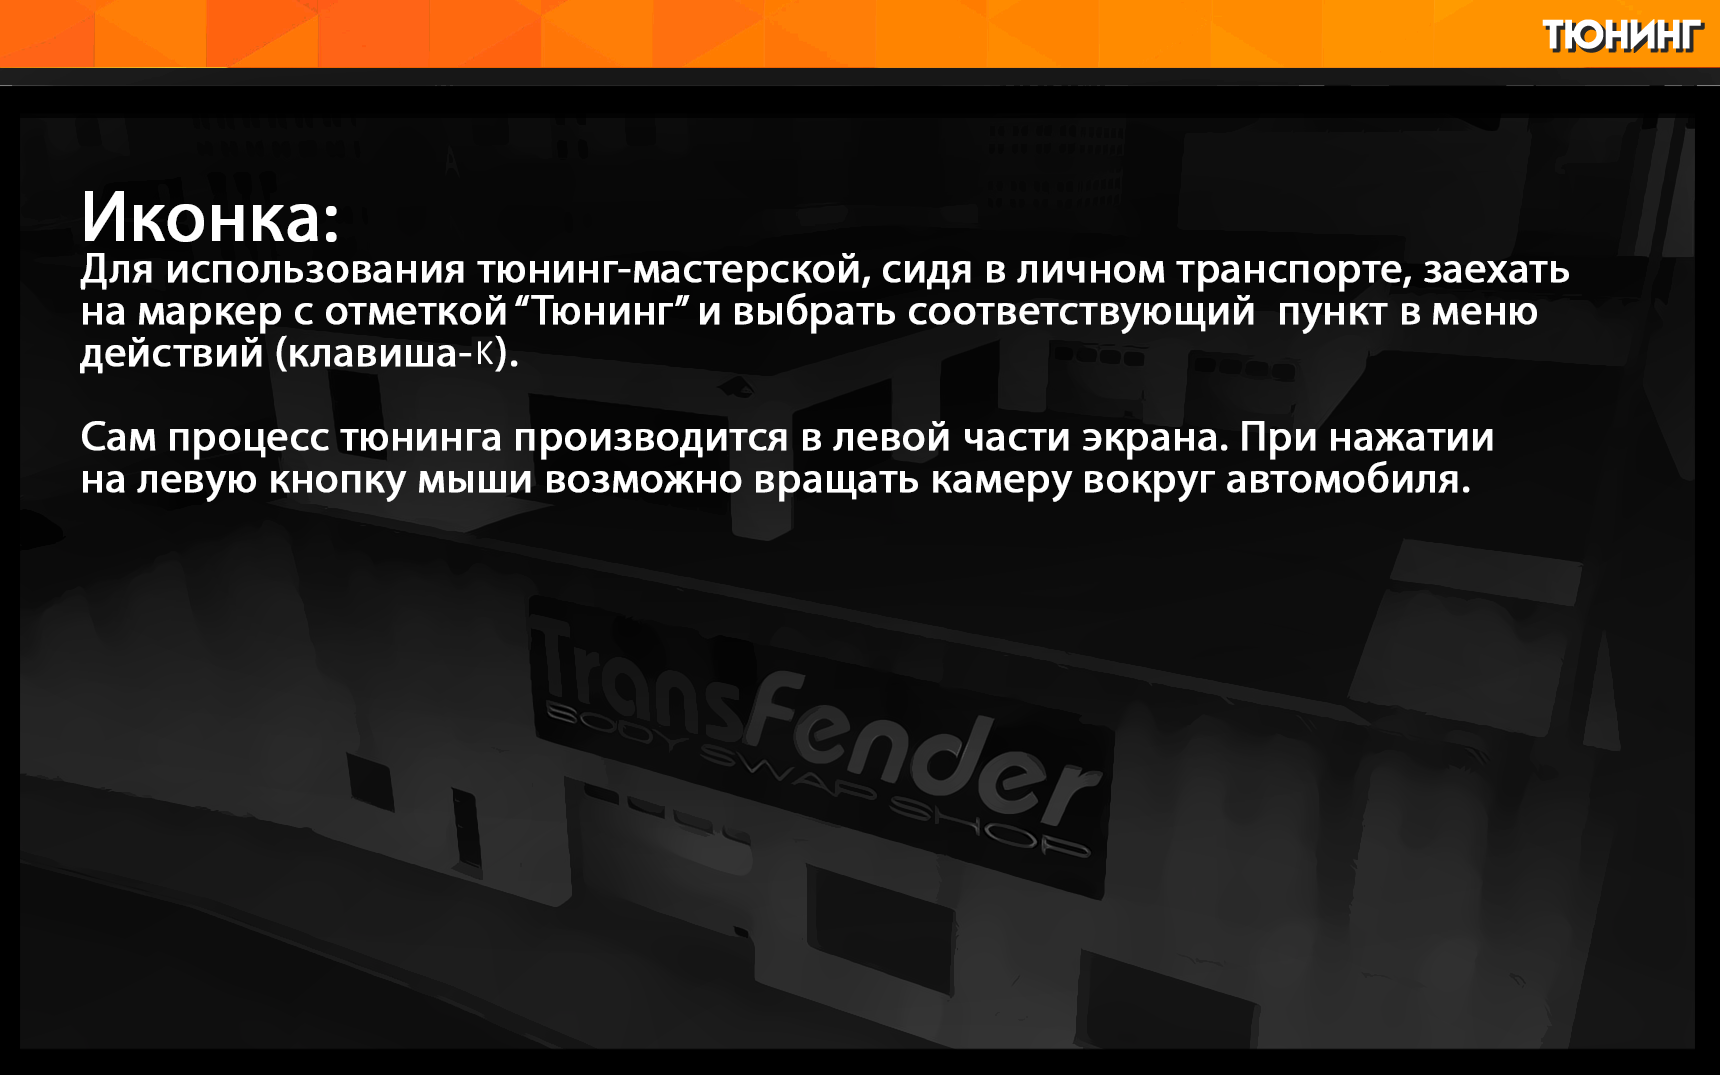 ТЮНИНГ
Иконка:
Для использования тюнинг-мастерской, сидя в личном транспорте, заехать
на маркер с отметкой “Тюнинг” и выбрать соответствующий  пункт в меню
действий (клавиша-K).
Сам процесс тюнинга производится в левой части экрана. При нажатии
на левую кнопку мыши возможно вращать камеру вокруг автомобиля.
TransFender
BODY SWAP SHOP